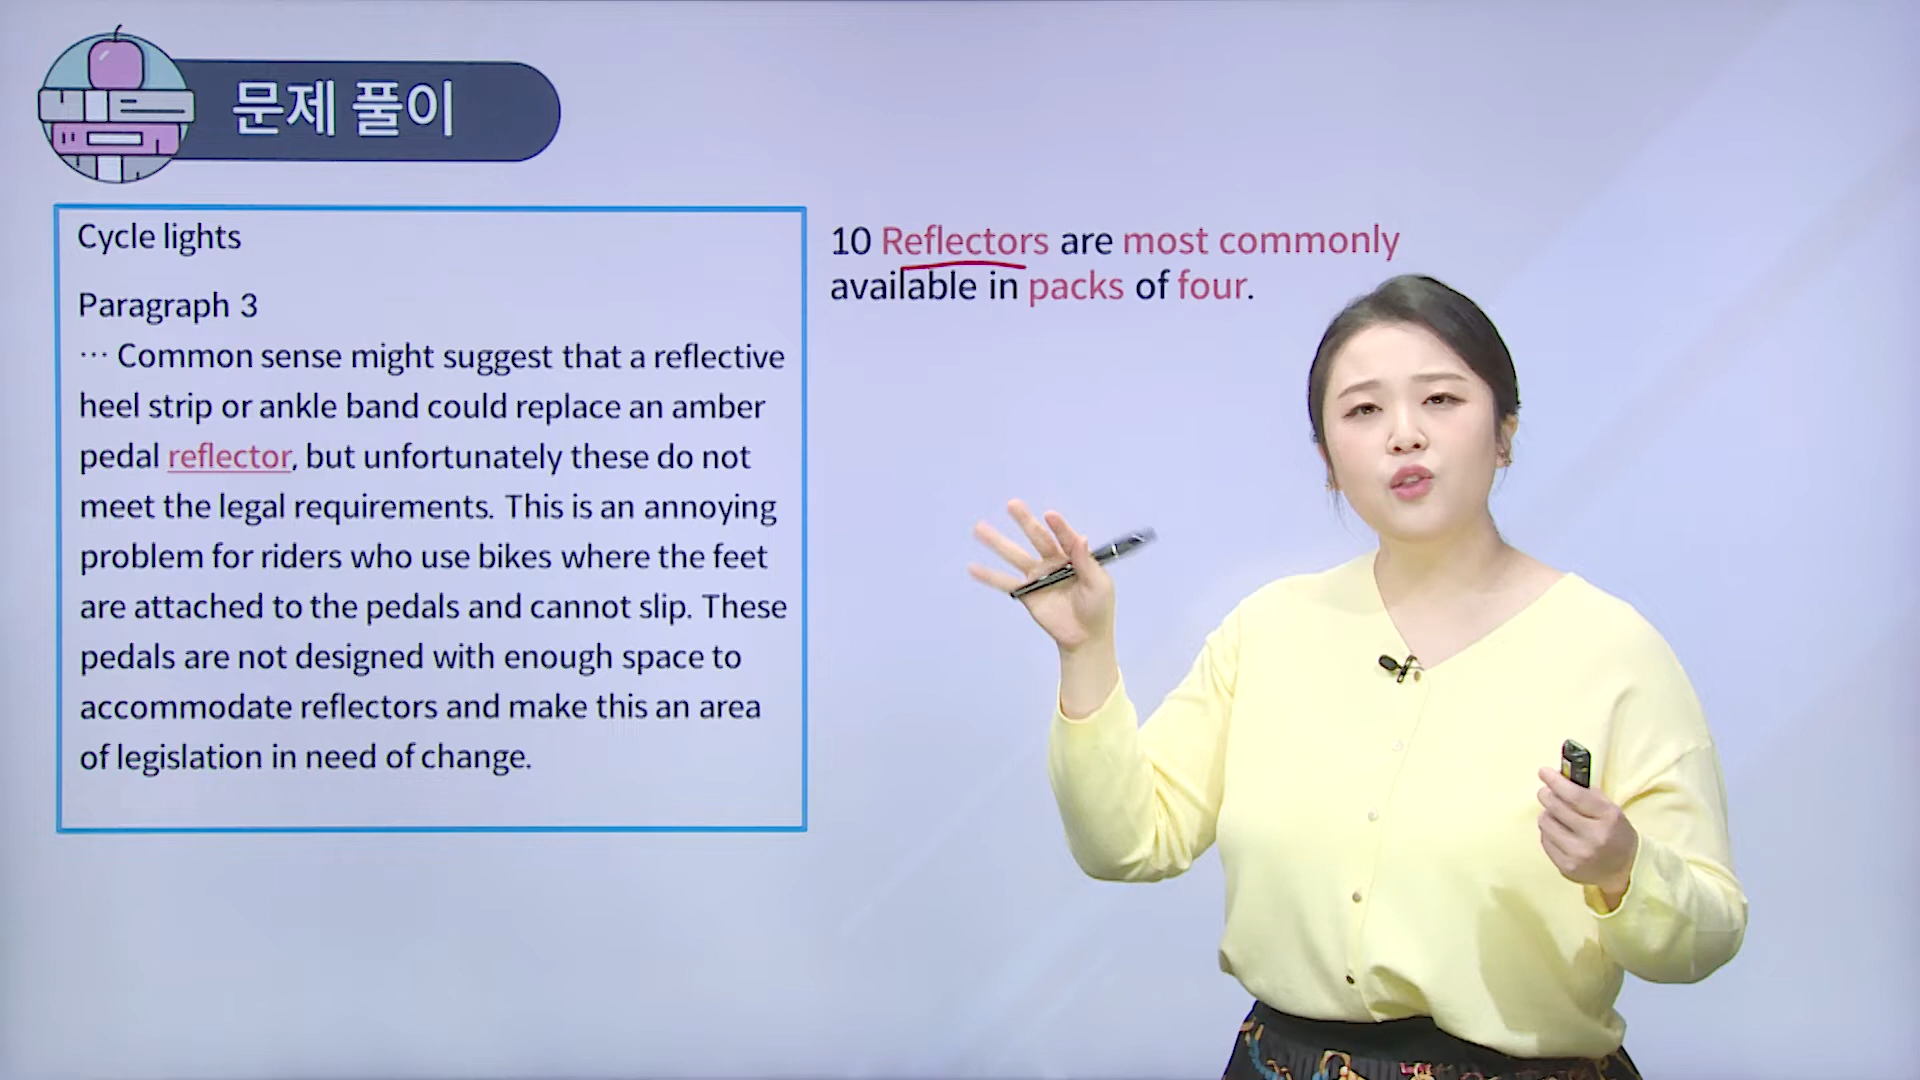 문제 풀이
Cycle lights
Paragraph 3
… Common sense might suggest that a reflective
heel strip or ankle band could replace an amber
pedal reflector, but unfortunately these do not
meet the legal requirements. This is an annoying
problem for riders who use bikes where the feet
are attached to the pedals and cannot slip. These
pedals are not designed with enough space to
accommodate reflectors and make this an area
of legislation in need of change.
10 Reflectors are most commonly
available in packs of four.